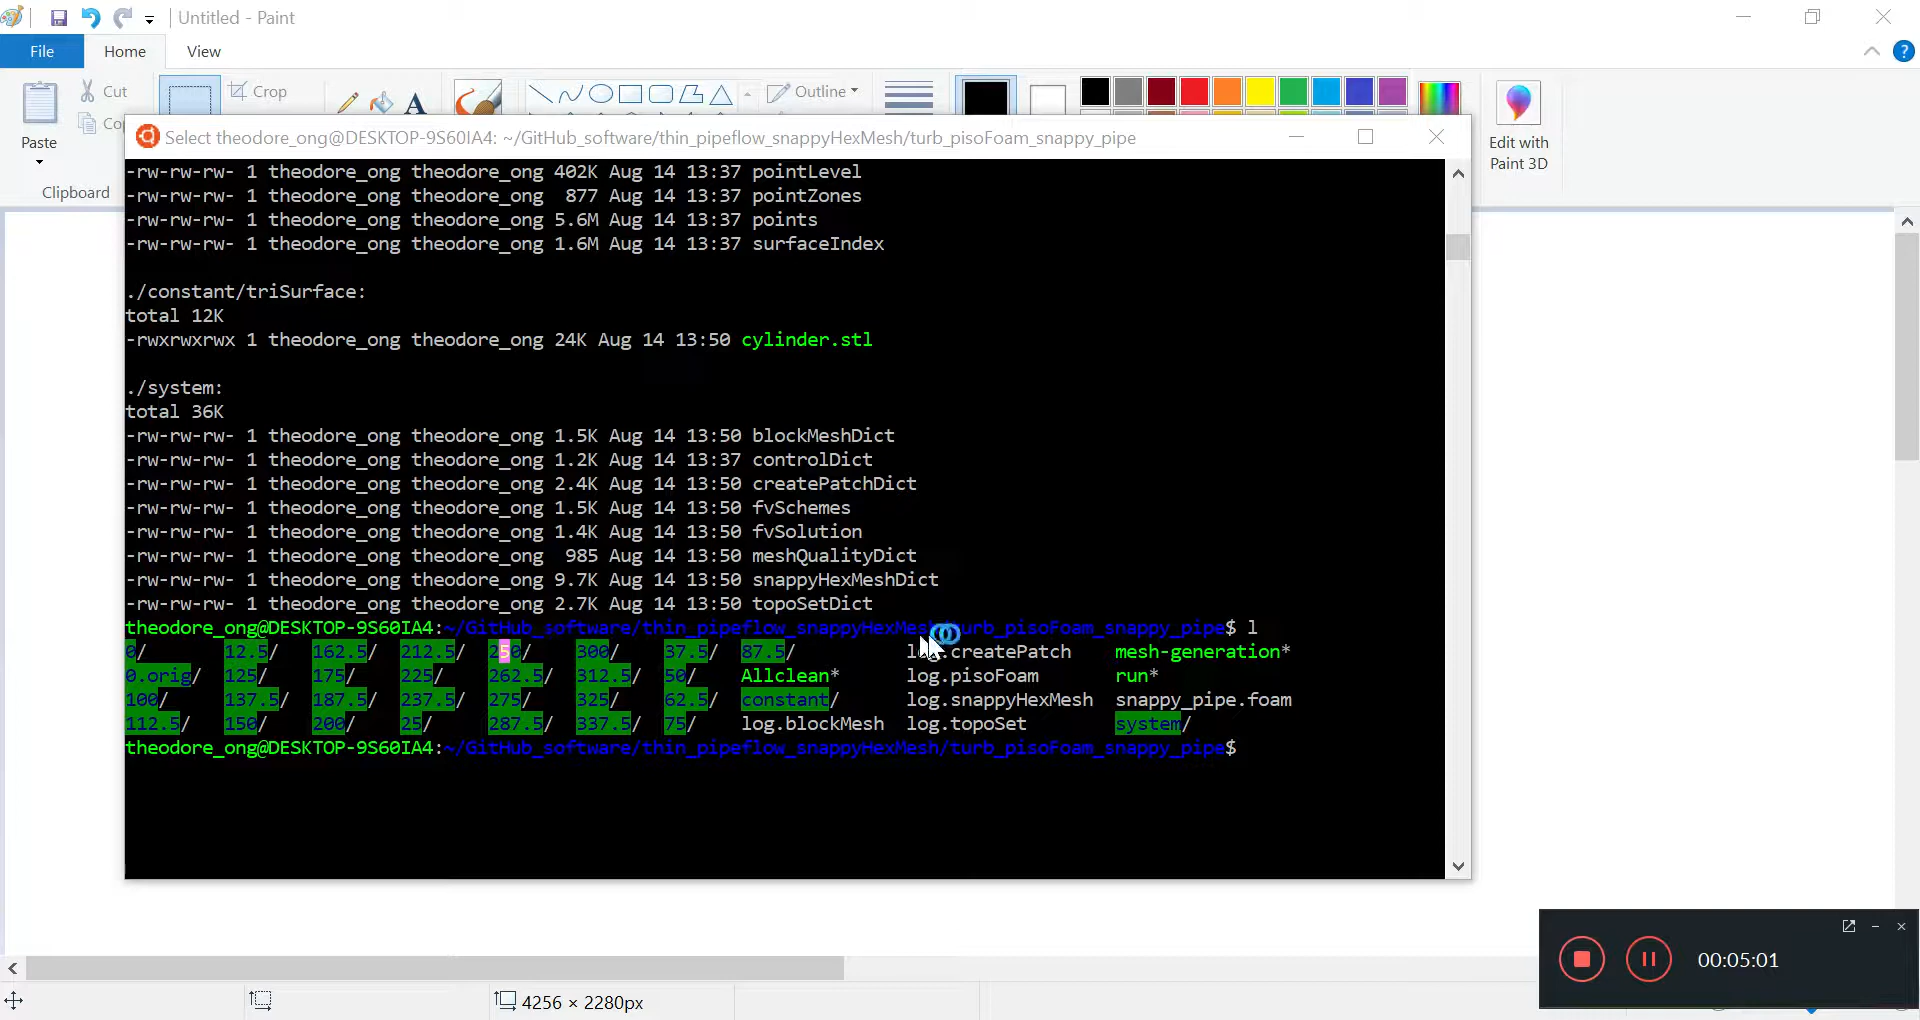 Untitled - Paint
File Home View
Cut
Crop
Outline
Paste
Edit with
Paint 3D
Clipboard
Select theodore_ong@DESKTOP-9S60IA4: ~/GitHub_software/thin_pipeflow_snappyHexMesh/turb_pisoFoam_snappy_pipe
-rw-rw-rw- 1 theodore_ong theodore_ong 402K Aug 14 13:37 pointLevel
-rw-rw-rw- 1 theodore_ong theodore_ong  877 Aug 14 13:37 pointZones
-rw-rw-rw- 1 theodore_ong theodore_ong 5.6M Aug 14 13:37 points
-rw-rw-rw- 1 theodore_ong theodore_ong 1.6M Aug 14 13:37 surfaceIndex
./constant/triSurface:
total 12K
-rwxrwxrwx 1 theodore_ong theodore_ong 24K Aug 14 13:50 cylinder.stl
./system:
total 36K
-rw-rw-rw- 1 theodore_ong theodore_ong 1.5K Aug 14 13:50 blockMeshDict
-rw-rw-rw- 1 theodore_ong theodore_ong 1.2K Aug 14 13:37 controlDict
-rw-rw-rw- 1 theodore_ong theodore_ong 2.4K Aug 14 13:50 createPatchDict
-rw-rw-rw- 1 theodore_ong theodore_ong 1.5K Aug 14 13:50 fvSchemes
-rw-rw-rw- 1 theodore_ong theodore_ong 1.4K Aug 14 13:50 fvSolution
-rw-rw-rw- 1 theodore_ong theodore_ong  985 Aug 14 13:50 meshQualityDict
-rw-rw-rw- 1 theodore_ong theodore_ong 9.7K Aug 14 13:50 snappyHexMeshDict
-rw-rw-rw- 1 theodore_ong theodore_ong 2.7K Aug 14 13:50 topoSetDict
theodore_ong@DESKTOP-9S60IA4:~/GitHub_software/thin_pipeflow_snappyHexMesh/turb_pisoFoam_snappy_pipe$ l
0/ 12.5/ 162.5/ 212.5/ 250/ 300/ 37.5/ 87.5/ log.createPatch mesh-generation*
0.orig/ 125/ 175/ 225/ 262.5/ 312.5/ 50/ Allclean* log.pisoFoam run*
100/ 137.5/ 187.5/ 237.5/ 275/ 325/ 62.5/ constant/ log.snappyHexMesh snappy_pipe.foam
112.5/ 150/ 200/ 25/ 287.5/ 337.5/ 75/ log.blockMesh log.topoSet system/
theodore_ong@DESKTOP-9S60IA4:~/GitHub_software/thin_pipeflow_snappyHexMesh/turb_pisoFoam_snappy_pipe$
00:05:01
4256 × 2280px